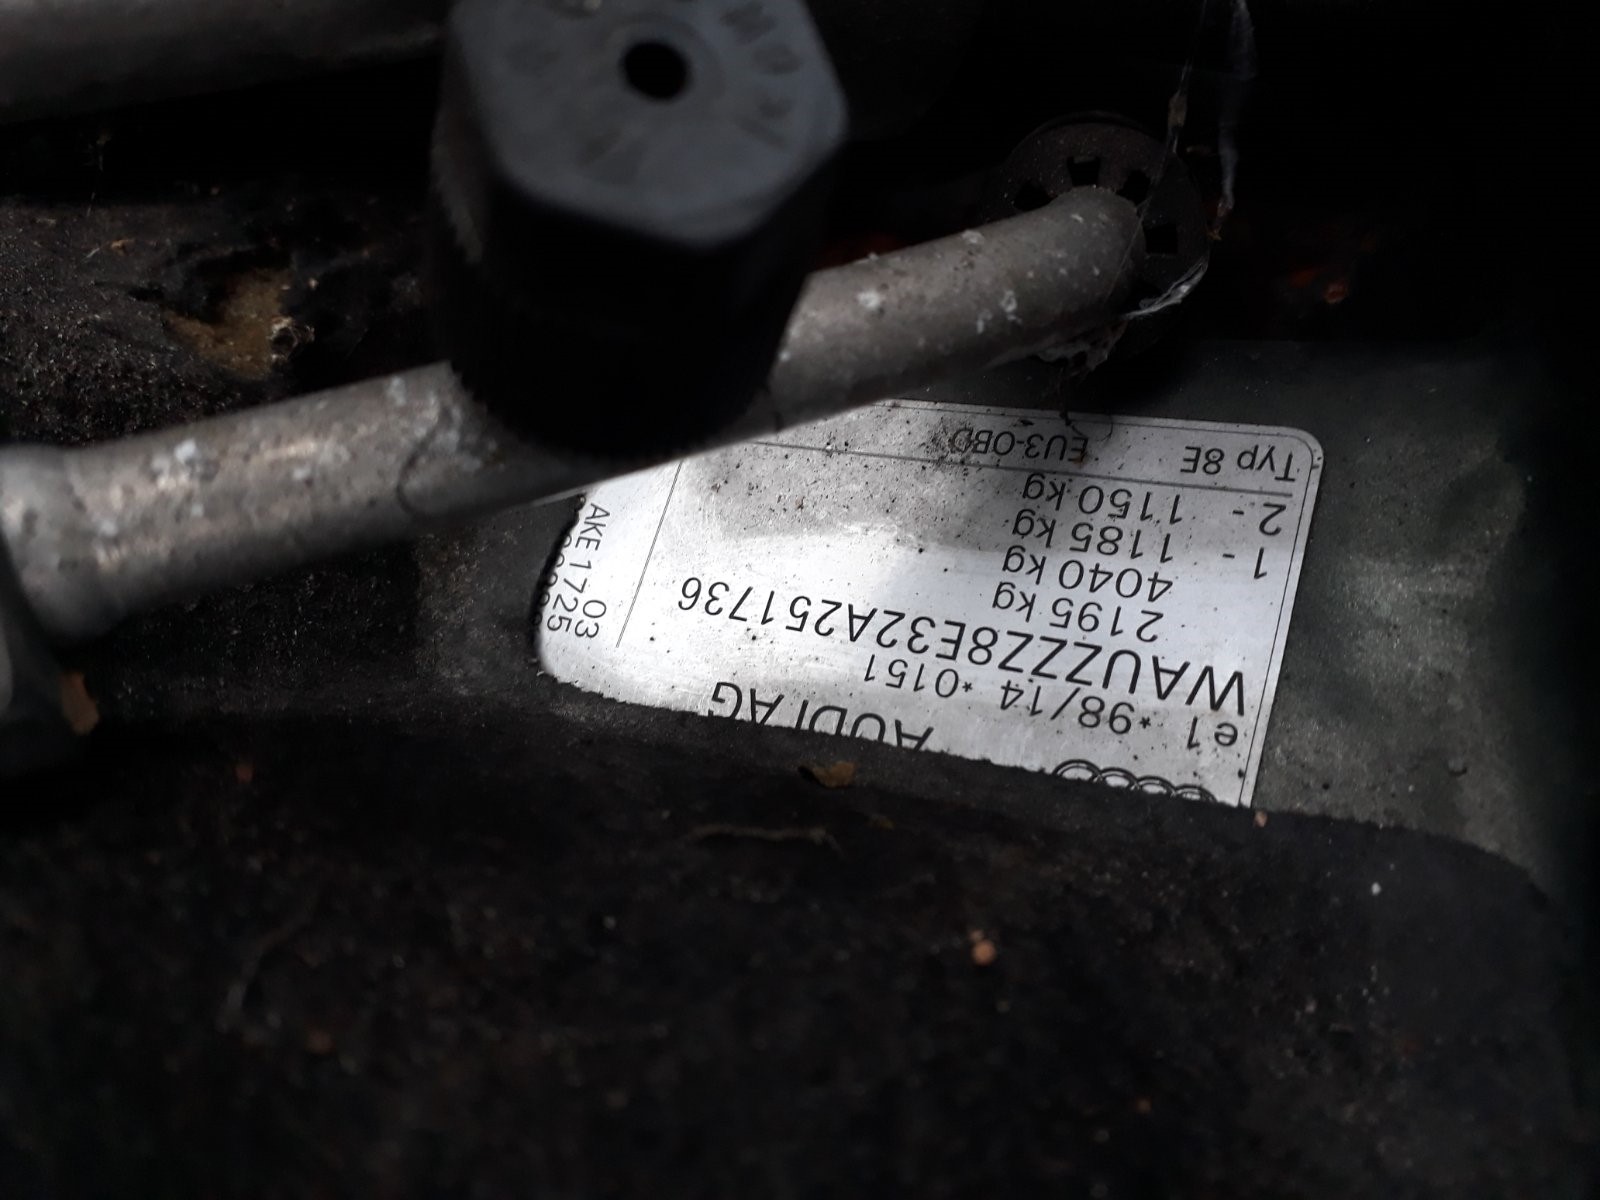 AUDI AG
e1 *98/14 *0151
WAUZZZ8E32A251736
2195 kg
4040 kg
1 - 1185 kg
2 - 1150 kg
Typ 8E EU3-OBD
03
AKE 1725